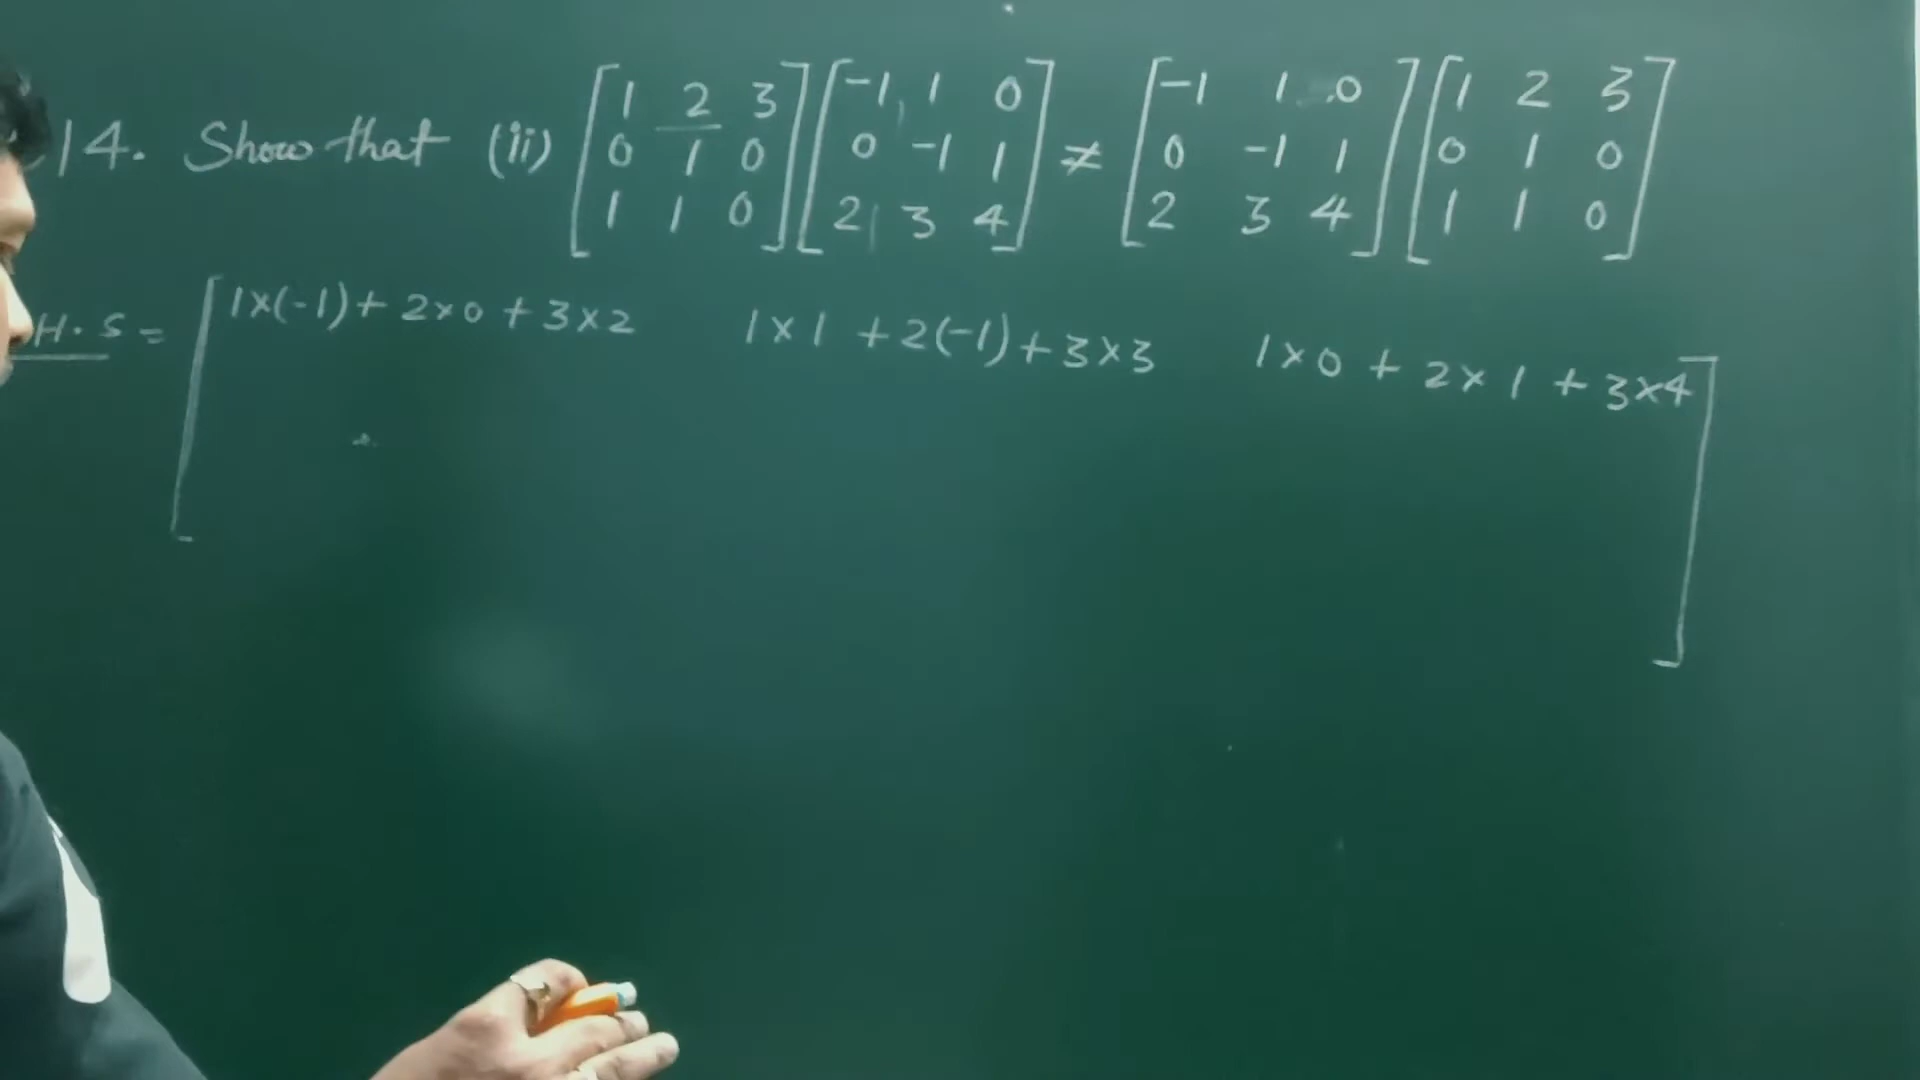 14. Show that (ii) [1 2 3 [-1 1 0 ≠ [-1 1 0 [1 2 3
0 1 0 0 -1 1 0 -1 1 0 1 0
1 1 0] 2 3 4] 2 3 4] 1 1 0]
H.S = [1×(-1)+2×0+3×2 1×1+2(-1)+3×3 1×0+2×1+3×4]